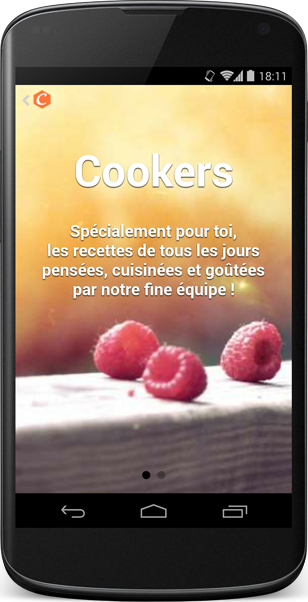 18:11
C
Cookers
Spécialement pour toi,
les recettes de tous les jours
pensées, cuisinées et goûtées
par notre fine équipe !